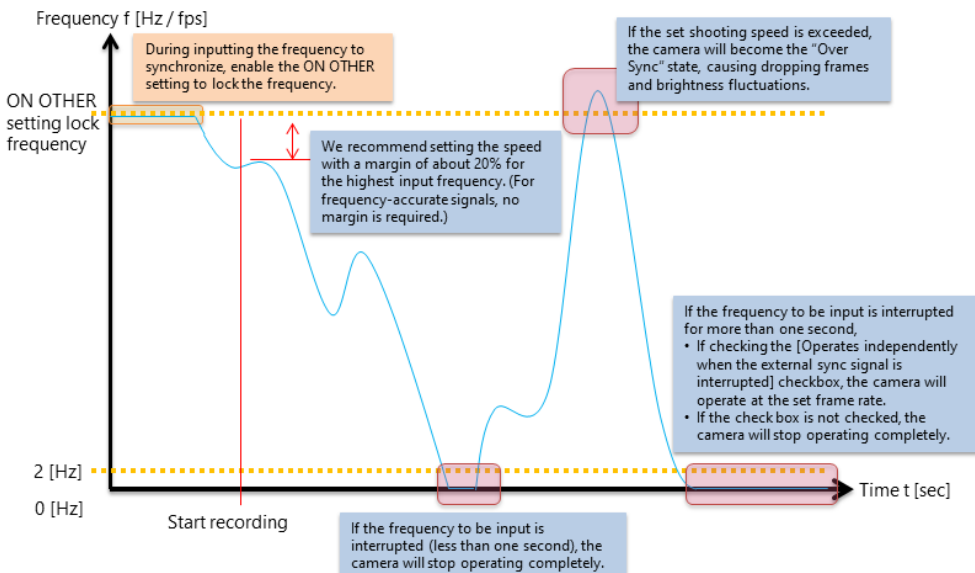 Frequency f [Hz / fps]
During inputting the frequency to
synchronize, enable the ON OTHER
setting to lock the frequency.
If the set shooting speed is exceeded,
the camera will become the “Over
Sync“ state, causing dropping frames
and brightness fluctuations.
ON OTHER
setting lock
frequency
We recommend setting the speed
with a margin of about 20% for
the highest input frequency. (For
frequency-accurate signals, no
margin is required.)
If the frequency to be input is interrupted
for more than one second,
• If checking the [Operates independently
when the external sync signal is
interrupted] checkbox, the camera will
operate at the set frame rate.
• If the check box is not checked, the
camera will stop operating completely.
2 [Hz]
0 [Hz]
Time t [sec]
Start recording
If the frequency to be input is
interrupted (less than one second), the
camera will stop operating completely.